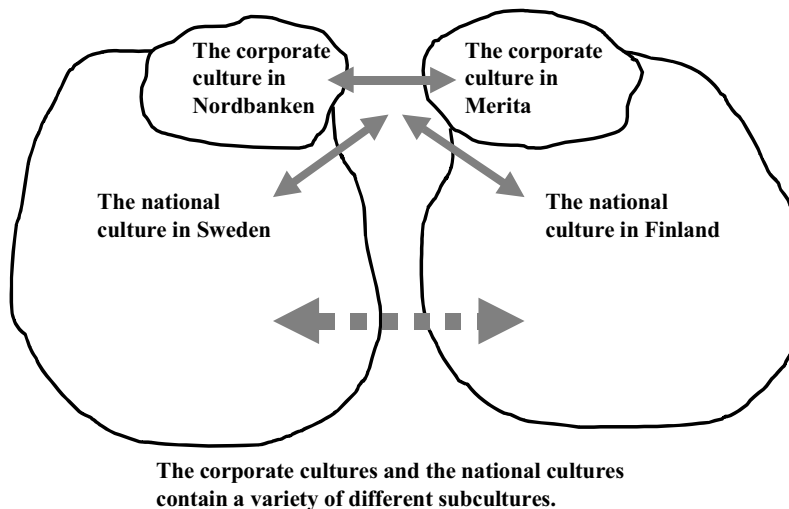 The corporate
culture in
Nordbanken
The corporate
culture in
Merita
The national
culture in Sweden
The national
culture in Finland
The corporate cultures and the national cultures
contain a variety of different subcultures.